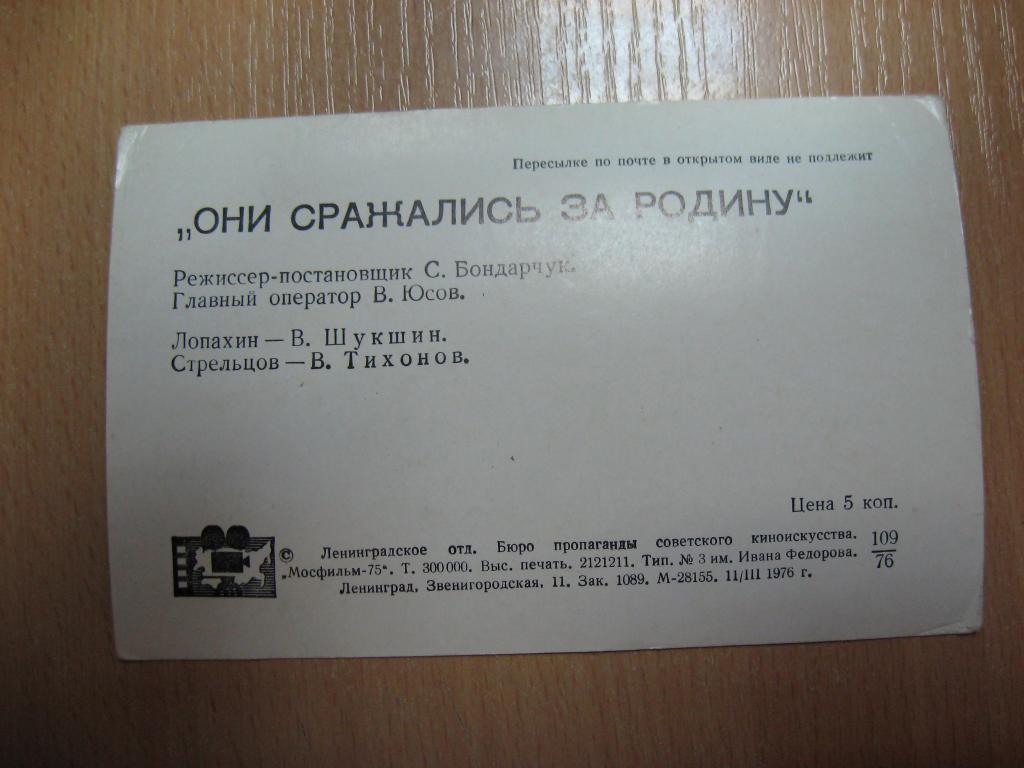 Пересылке по почте в открытом виде не подлежит
„ОНИ СРАЖАЛИСЬ ЗА РОДИНУ“
Режиссер-постановщик С. Бондарчук.
Главный оператор В. Юсов.
Лопахин — В. Шукшин.
Стрельцов — В. Тихонов.
Цена 5 коп.
© Ленинградское отд. Бюро пропаганды советского киноискусства.
„Мосфильм-75“. Т. 300000. Выс. печать. 2121211. Тип. № 3 им. Ивана Федорова.
Ленинград, Звенигородская, 11. Зак. 1089. М-28155. 11/III 1976 г.
109
76